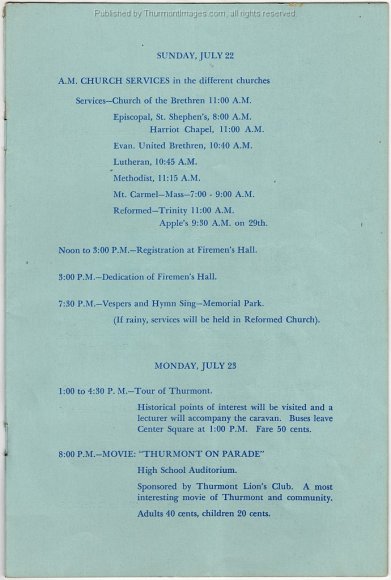 Published by ThurmontImages.com, all rights reserved.
SUNDAY, JULY 22
A.M. CHURCH SERVICES in the different churches
Services—Church of the Brethren 11:00 A.M.
Episcopal, St. Shephen's, 8:00 A.M.
Harriot Chapel, 11:00 A.M.
Evan. United Brethren, 10:40 A.M.
Lutheran, 10:45 A.M.
Methodist, 11:15 A.M.
Mt. Carmel—Mass—7:00 - 9:00 A.M.
Reformed—Trinity 11:00 A.M.
Apple's 9:30 A.M. on 29th.
Noon to 3:00 P.M.—Registration at Firemen's Hall.
3:00 P.M.—Dedication of Firemen's Hall.
7:30 P.M.—Vespers and Hymn Sing—Memorial Park.
(If rainy, services will be held in Reformed Church).
MONDAY, JULY 23
1:00 to 4:30 P. M.—Tour of Thurmont.
Historical points of interest will be visited and a
lecturer will accompany the caravan. Buses leave
Center Square at 1:00 P.M. Fare 50 cents.
8:00 P.M.—MOVIE: "THURMONT ON PARADE"
High School Auditorium.
Sponsored by Thurmont Lion's Club. A most
interesting movie of Thurmont and community.
Adults 40 cents, children 20 cents.